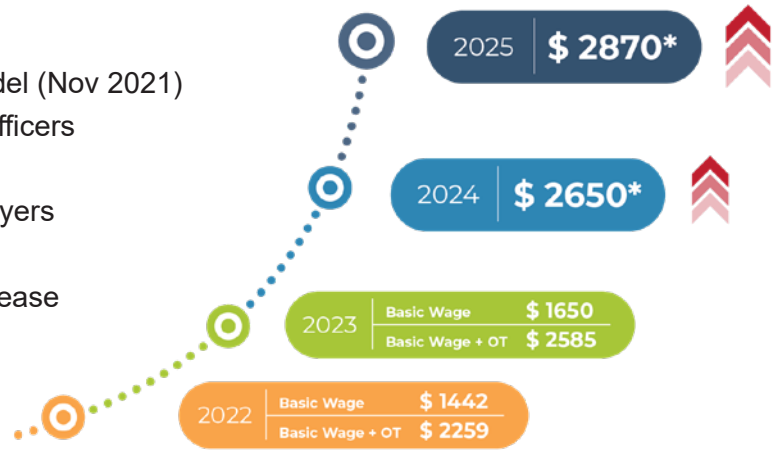 del (Nov 2021)
fficers
yers
ease
2025 $ 2870*
2024 $ 2650*
2023 Basic Wage $ 1650
Basic Wage + OT $ 2585
2022 Basic Wage $ 1442
Basic Wage + OT $ 2259